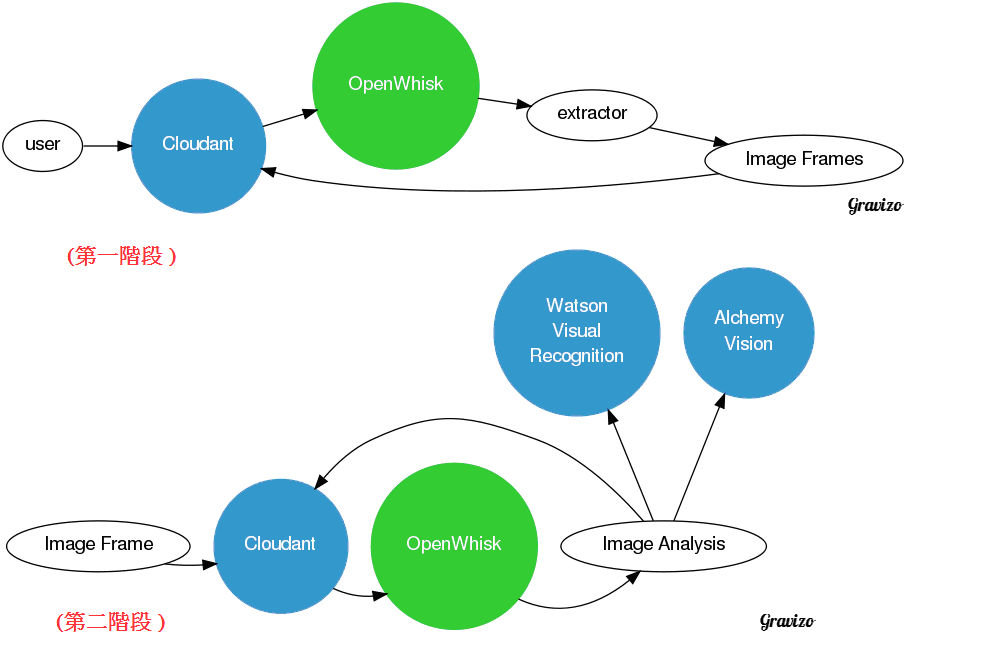 user
Cloudant
OpenWhisk
extractor
Image Frames
Gravizo
(第一階段)
Watson
Visual
Recognition
Alchemy
Vision
Image Frame
Cloudant
OpenWhisk
Image Analysis
(第二階段)
Gravizo